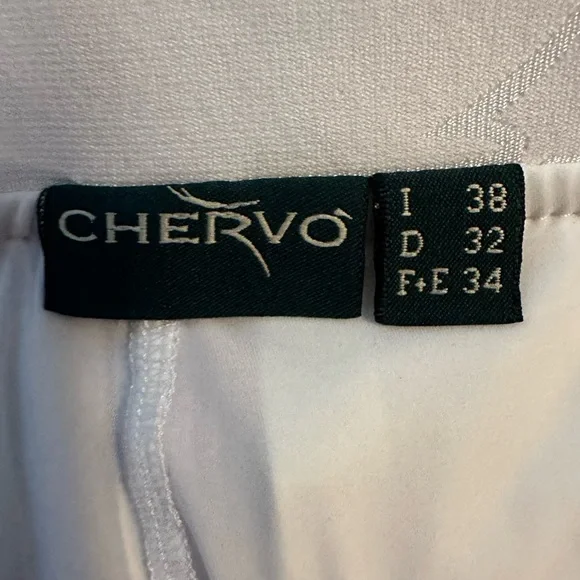 CHERVÒ
I 38
D 32
F+E 34